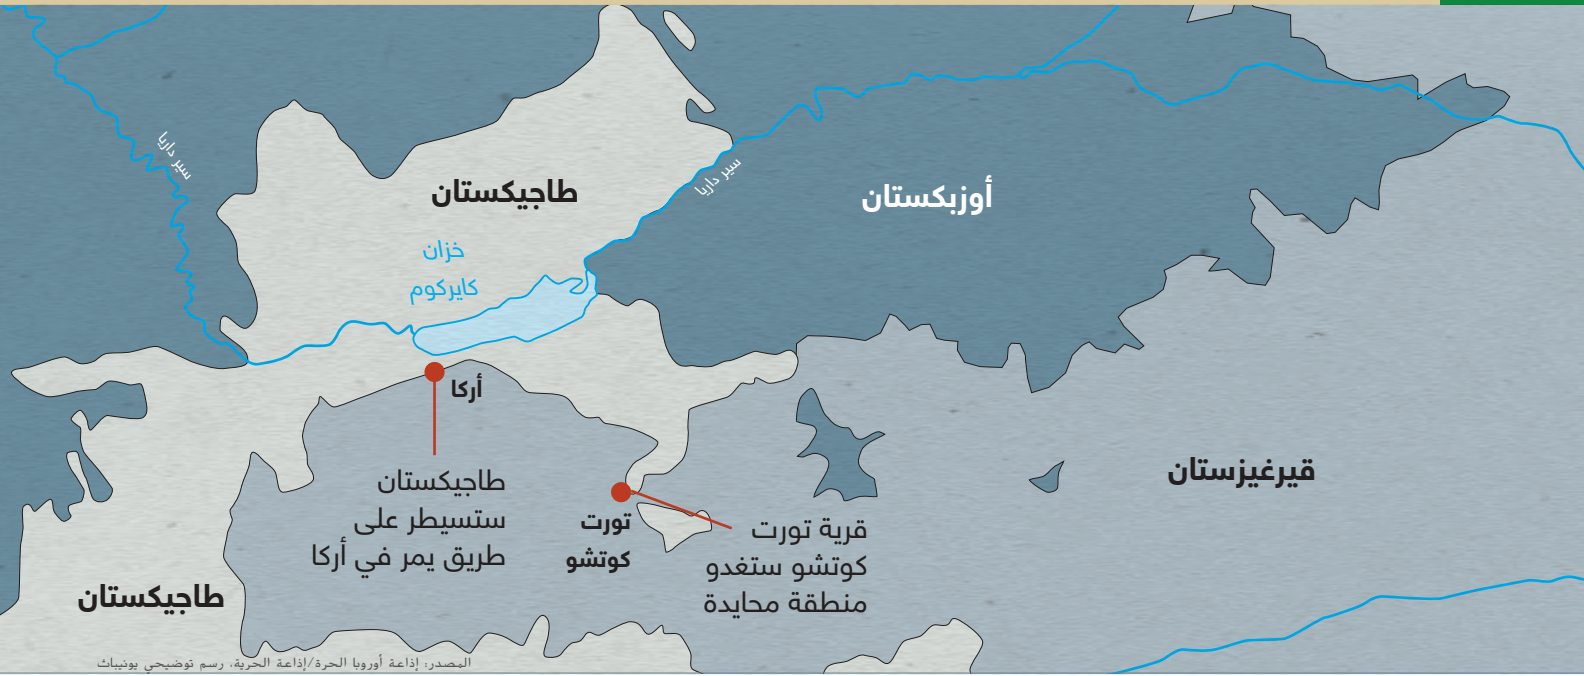 سير داريا
طاجيكستان
سير داريا
أوزبكستان
خزان
كايركوم
أركا
طاجيكستان
ستسيطر على
طريق يمر في أركا
تورت
كوتشو
قرية تورت
كوتشو ستغدو
منطقة محايدة
قيرغيزستان
طاجيكستان
المصدر: إذاعة أوروبا الحرة/إذاعة الحرية، رسم توضيحي يونيباث